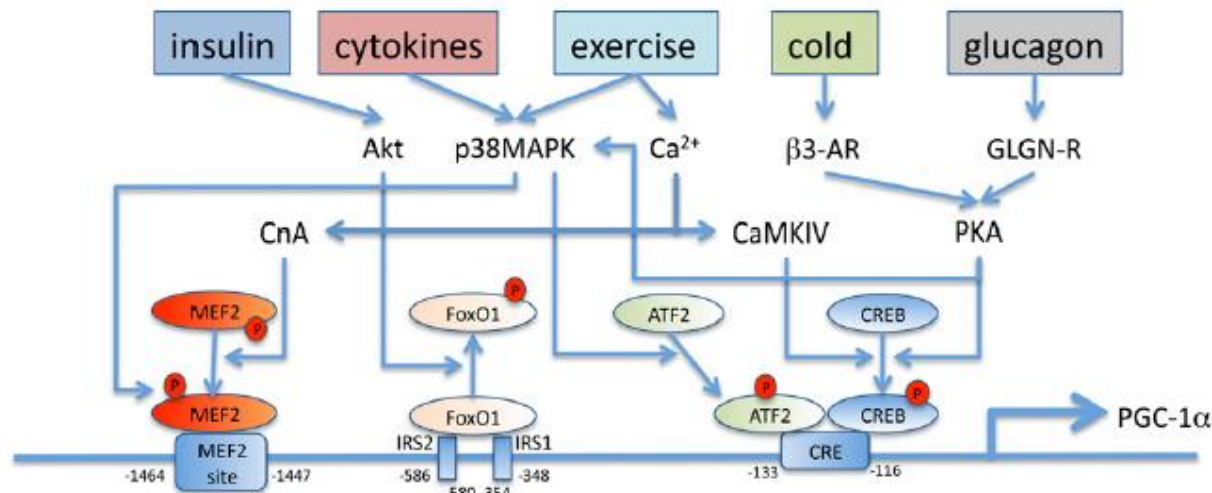 insulin
cytokines
exercise
cold
glucagon
Akt
p38MAPK
Ca²⁺
β3-AR
GLGN-R
CnA
CaMKIV
PKA
MEF2
P
FoxO1
P
ATF2
CREB
P
MEF2
FoxO1
P
ATF2
P
CREB
PGC-1α
MEF2
site
-1464
-1447
IRS2
IRS1
-586
-348
CRE
-133
-116